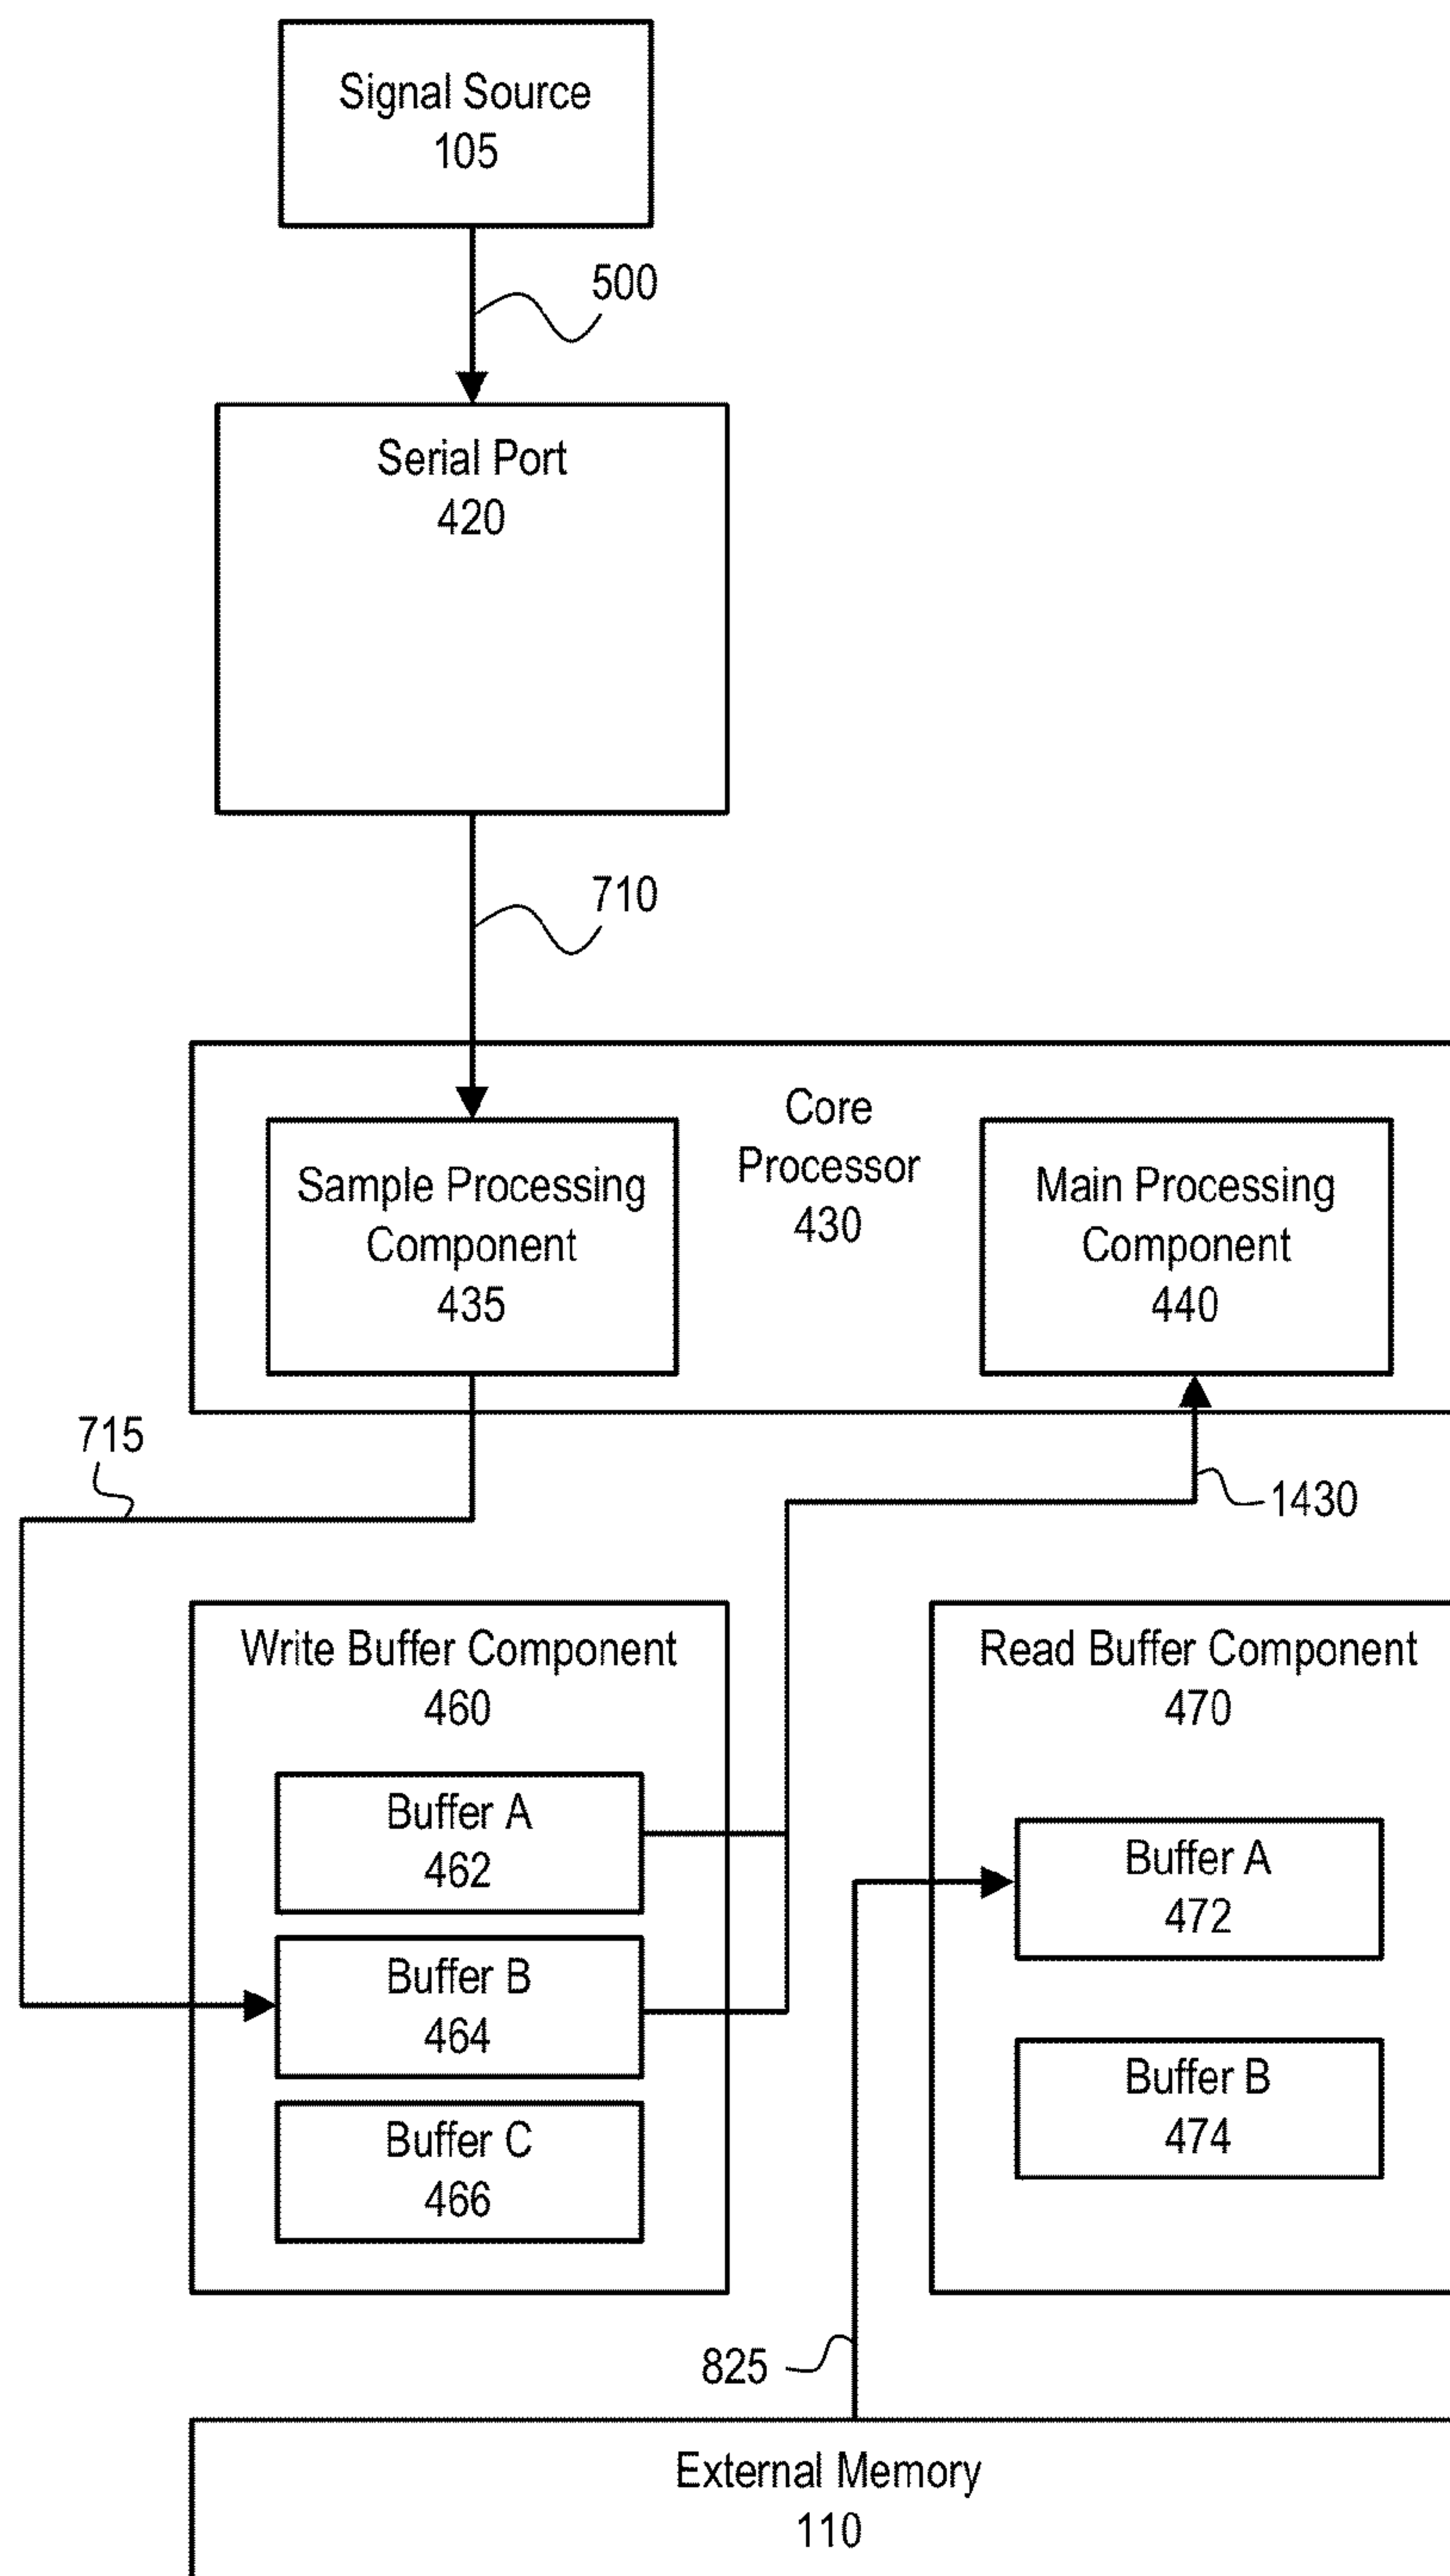 Signal Source
105
500
Serial Port
420
710
Core
Processor
430
Sample Processing
Component
435
Main Processing
Component
440
715
1430
Write Buffer Component
460
Buffer A
462
Buffer B
464
Buffer C
466
Read Buffer Component
470
Buffer A
472
Buffer B
474
825
External Memory
110